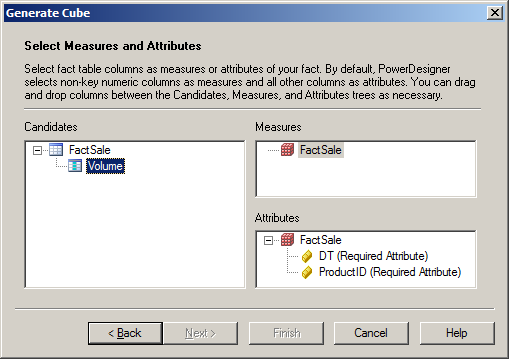 Generate Cube
Select Measures and Attributes
Select fact table columns as measures or attributes of your fact. By default, PowerDesigner
selects non-key numeric columns as measures and all other columns as attributes. You can drag
and drop columns between the Candidates, Measures, and Attributes trees as necessary.
Candidates
FactSale
Volume
Measures
FactSale
Attributes
FactSale
DT (Required Attribute)
ProductID (Required Attribute)
< Back
Next >
Finish
Cancel
Help